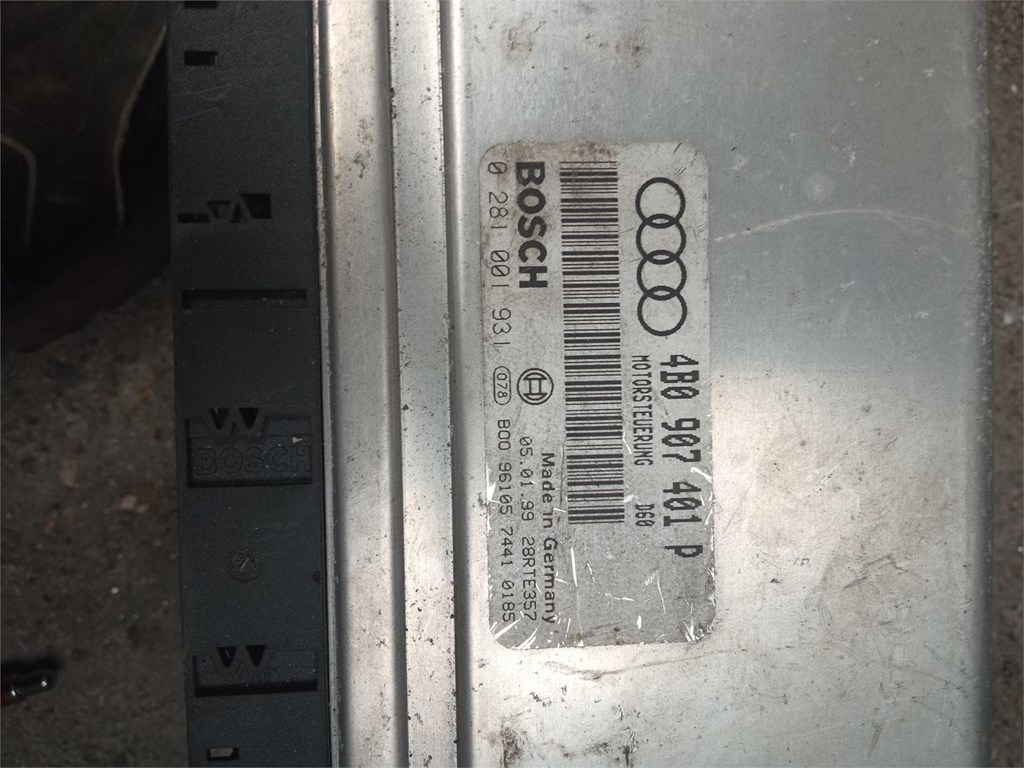 4B0 907 401 P
MOTORSTEUERUNG D60
BOSCH
Made in Germany
05.01.99 28RTE357
0 281 001 931 078 B00 96105 7441 0185
BOSCH